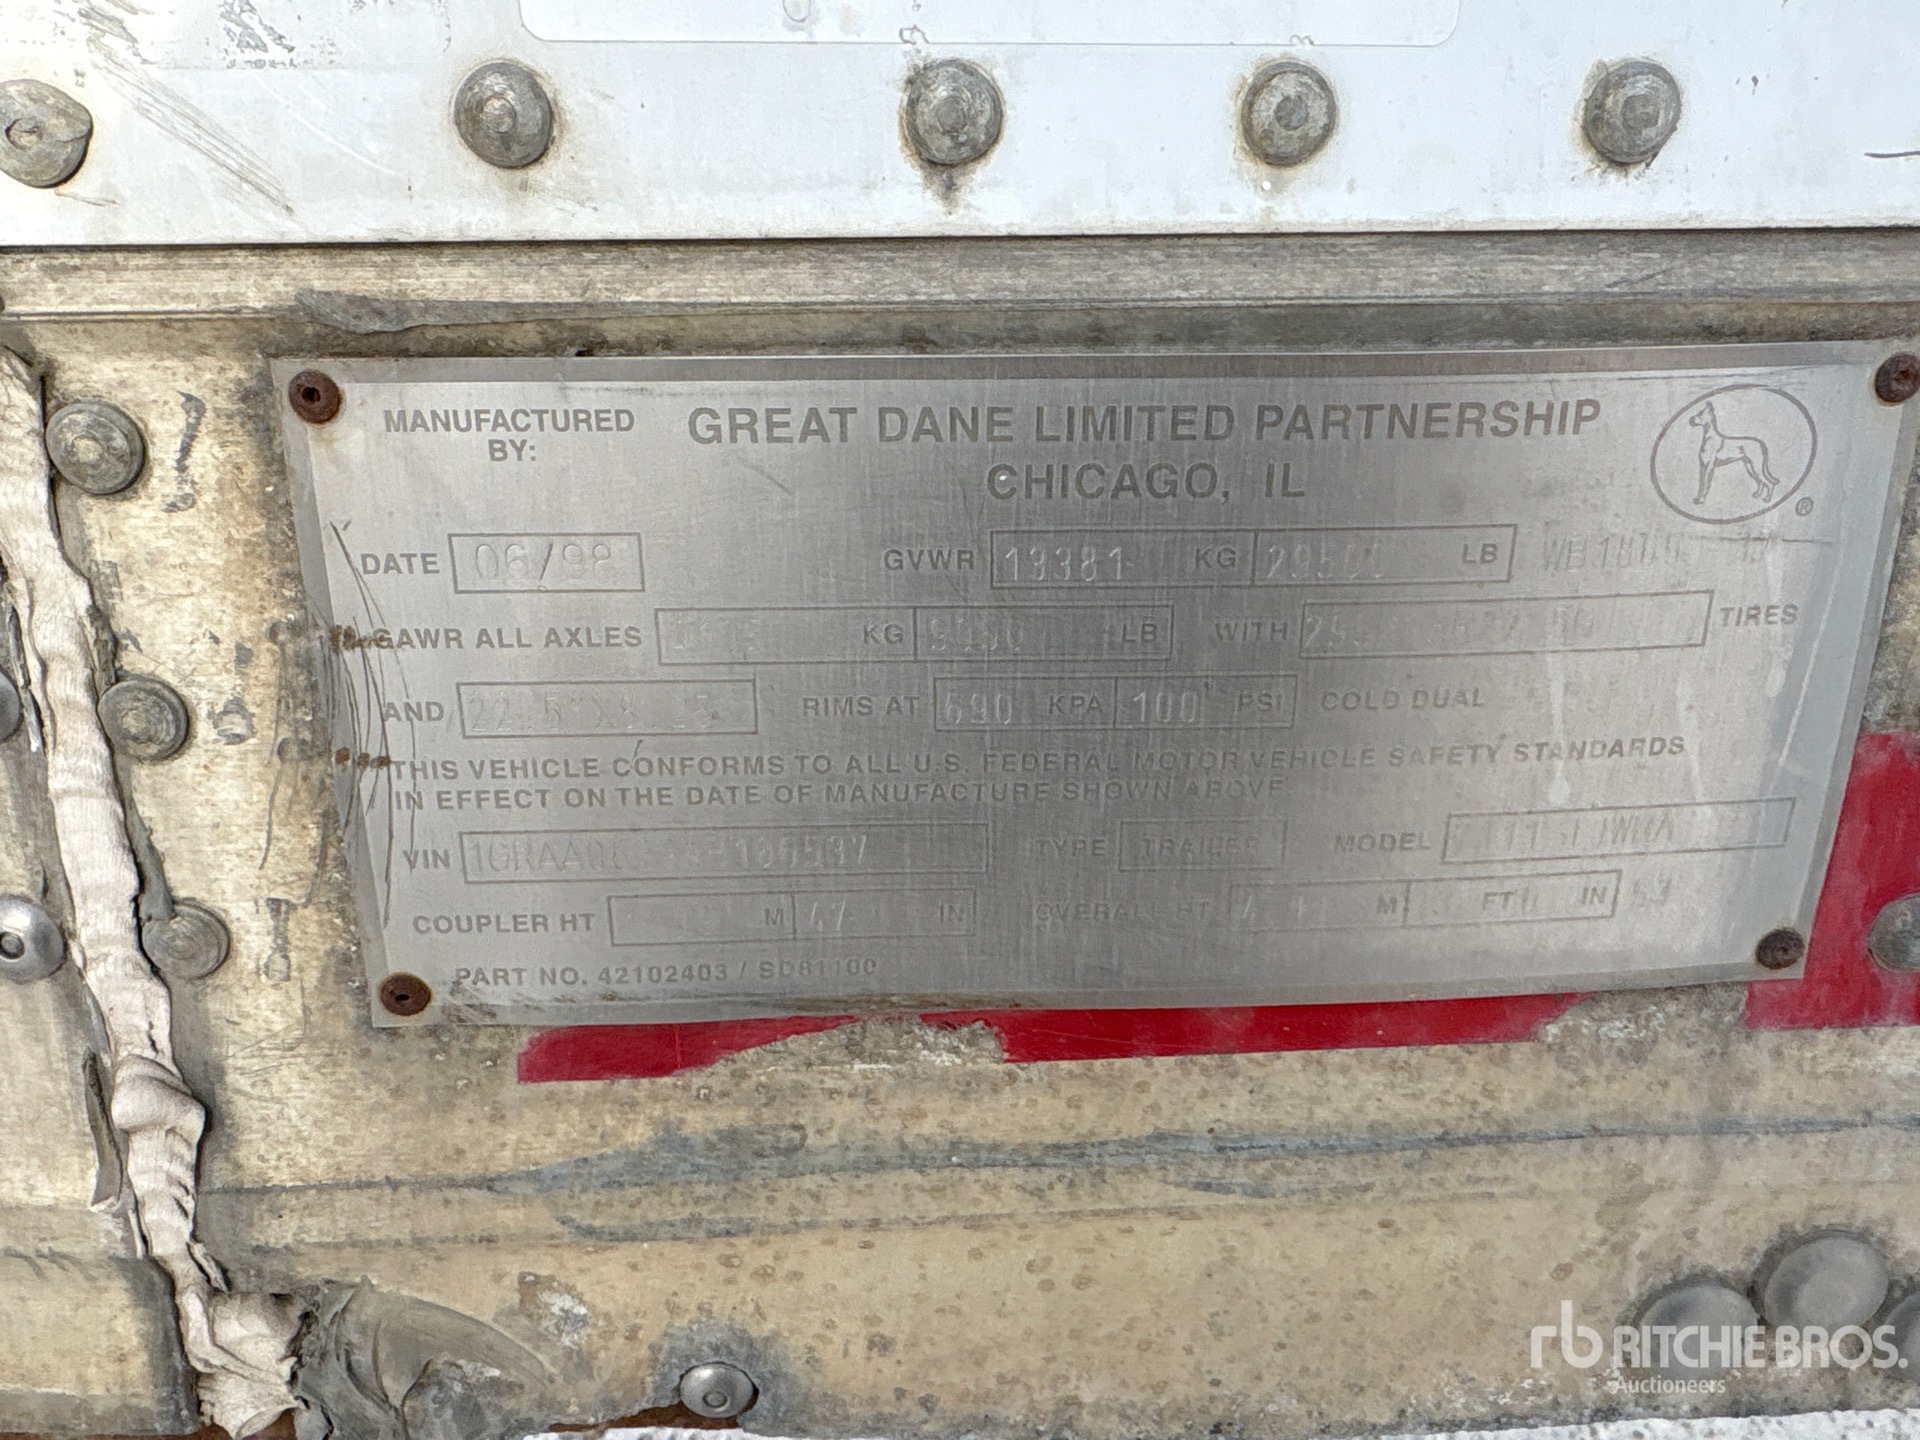 MANUFACTURED BY: GREAT DANE LIMITED PARTNERSHIP
CHICAGO, IL
®
DATE 06/98 GVWR 13381 KG 29500 LB
GAWR ALL AXLES KG LB WITH TIRES
AND RIMS AT 690 KPA 100 PSI COLD DUAL
THIS VEHICLE CONFORMS TO ALL U.S. FEDERAL MOTOR VEHICLE SAFETY STANDARDS
IN EFFECT ON THE DATE OF MANUFACTURE SHOWN ABOVE
VIN TYPE TRAILER MODEL
COUPLER HT M 47 IN OVERALL HT M FT IN
PART NO. 42102403 / SD81100
rb RITCHIE BROS.
Auctioneers